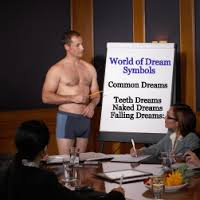 World of Dream
Symbols
Common Dreams
Teeth Dreams
Naked Dreams
Falling Dreams: